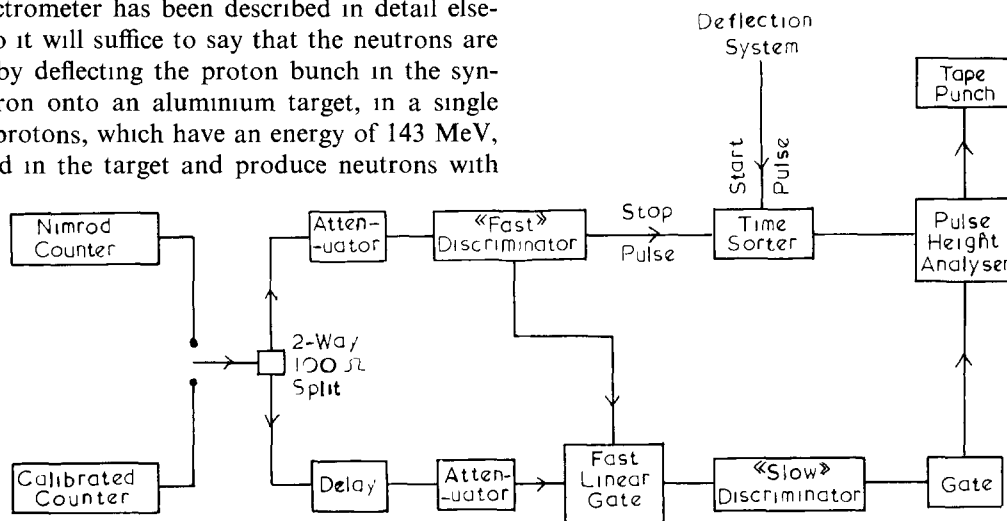 ctrometer has been described in detail else-
o it will suffice to say that the neutrons are
by deflecting the proton bunch in the syn-
ron onto an aluminium target, in a single
protons, which have an energy of 143 MeV,
d in the target and produce neutrons with
Deflection
System
Tape
Punch
Start
Pulse
Nimrod
Counter
Atten-
-uator
«Fast»
Discriminator
Stop
Pulse
Time
Sorter
Pulse
Height
Analyser
2-Way
100 Ω
Split
Calibrated
Counter
Delay
Atten-
-uator
Fast
Linear
Gate
«Slow»
Discriminator
Gate